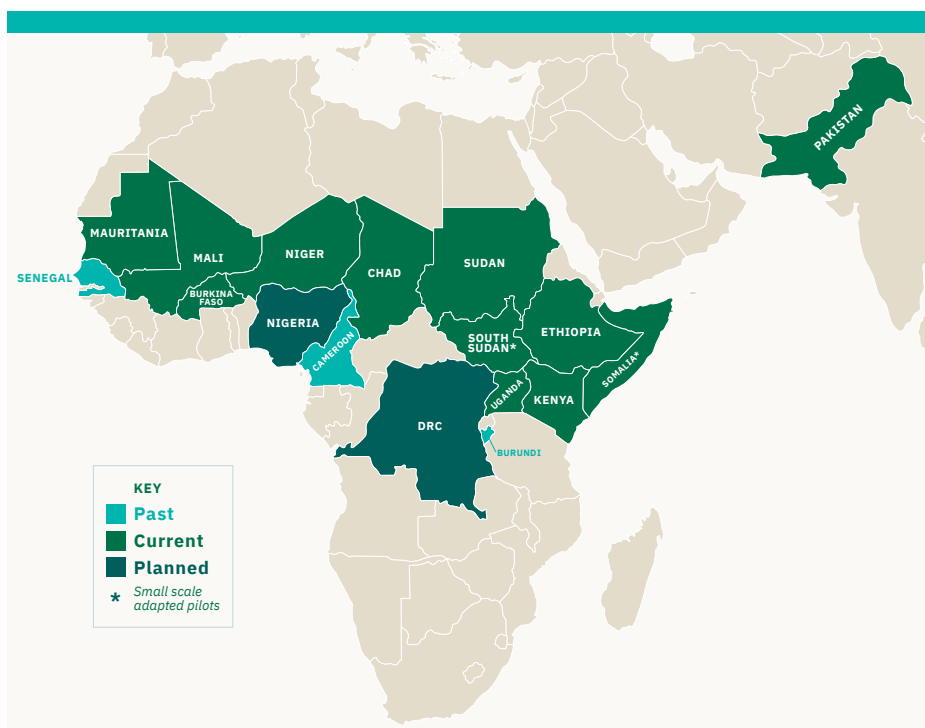 PAKISTAN
MAURITANIA
MALI
NIGER
CHAD
SUDAN
SENEGAL
BURKINA
FASO
NIGERIA
CAMEROON
SOUTH
SUDAN*
ETHIOPIA
SOMALIA*
UGANDA
KENYA
DRC
BURUNDI
KEY
Past
Current
Planned
* Small scale
adapted pilots